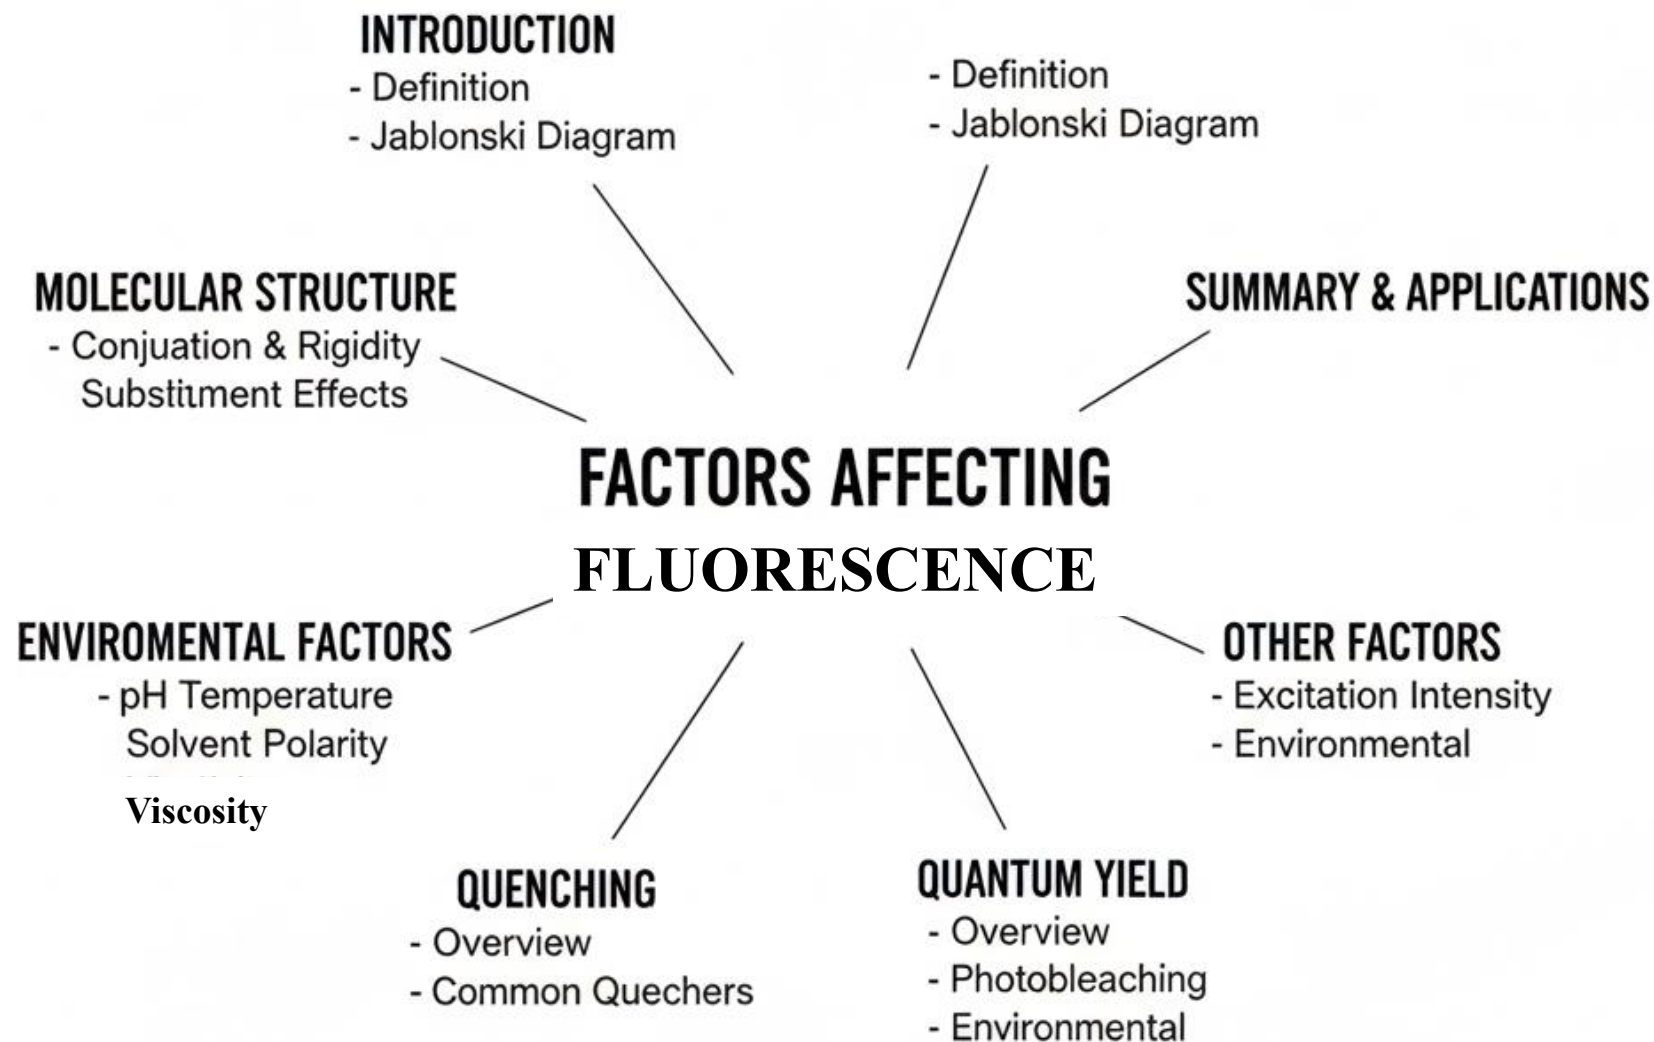 INTRODUCTION
- Definition
- Jablonski Diagram
- Definition
- Jablonski Diagram
MOLECULAR STRUCTURE
- Conjuation & Rigidity
Substitment Effects
SUMMARY & APPLICATIONS
FACTORS AFFECTING
FLUORESCENCE
ENVIROMENTAL FACTORS
- pH Temperature
Solvent Polarity
Viscosity
OTHER FACTORS
- Excitation Intensity
- Environmental
QUENCHING
- Overview
- Common Quechers
QUANTUM YIELD
- Overview
- Photobleaching
- Environmental